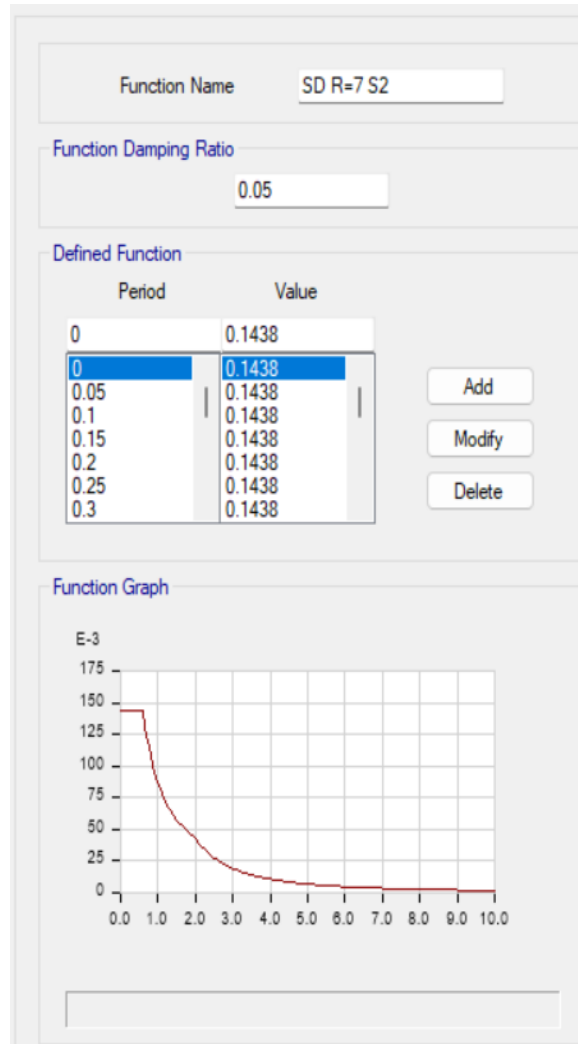 Function Name SD R=7 S2
Function Damping Ratio
0.05
Defined Function
Period Value
0 0.1438
0 0.1438
0.05 0.1438
0.1 0.1438
0.15 0.1438
0.2 0.1438
0.25 0.1438
0.3 0.1438
Add
Modify
Delete
Function Graph
E-3
175
150
125
100
75
50
25
0
0.0 1.0 2.0 3.0 4.0 5.0 6.0 7.0 8.0 9.0 10.0